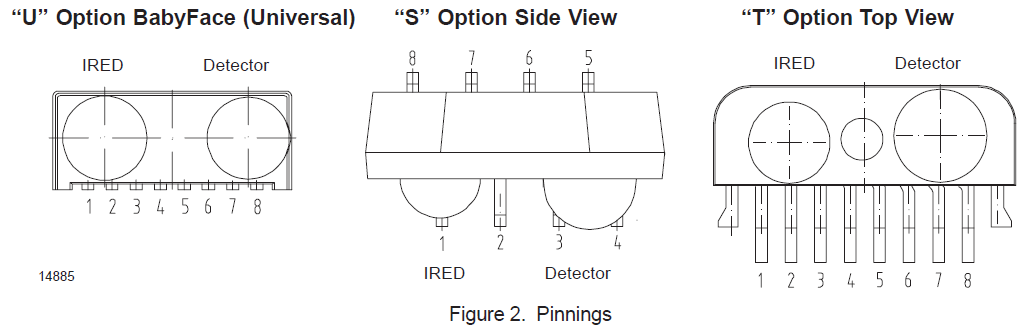 “U” Option BabyFace (Universal)
IRED Detector
1 2 3 4 5 6 7 8
14885
“S” Option Side View
8 7 6 5
1 2 3 4
IRED Detector
“T” Option Top View
IRED Detector
1 2 3 4 5 6 7 8
Figure 2. Pinnings